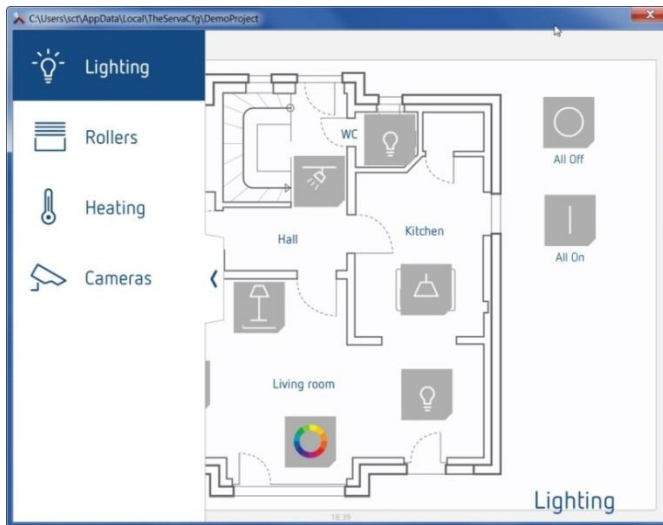 C:\Users\sct\AppData\Local\TheServaCfg\DemoProject
Lighting
Rollers
Heating
Cameras
WC
Hall
Kitchen
Living room
All Off
All On
Lighting
18:39